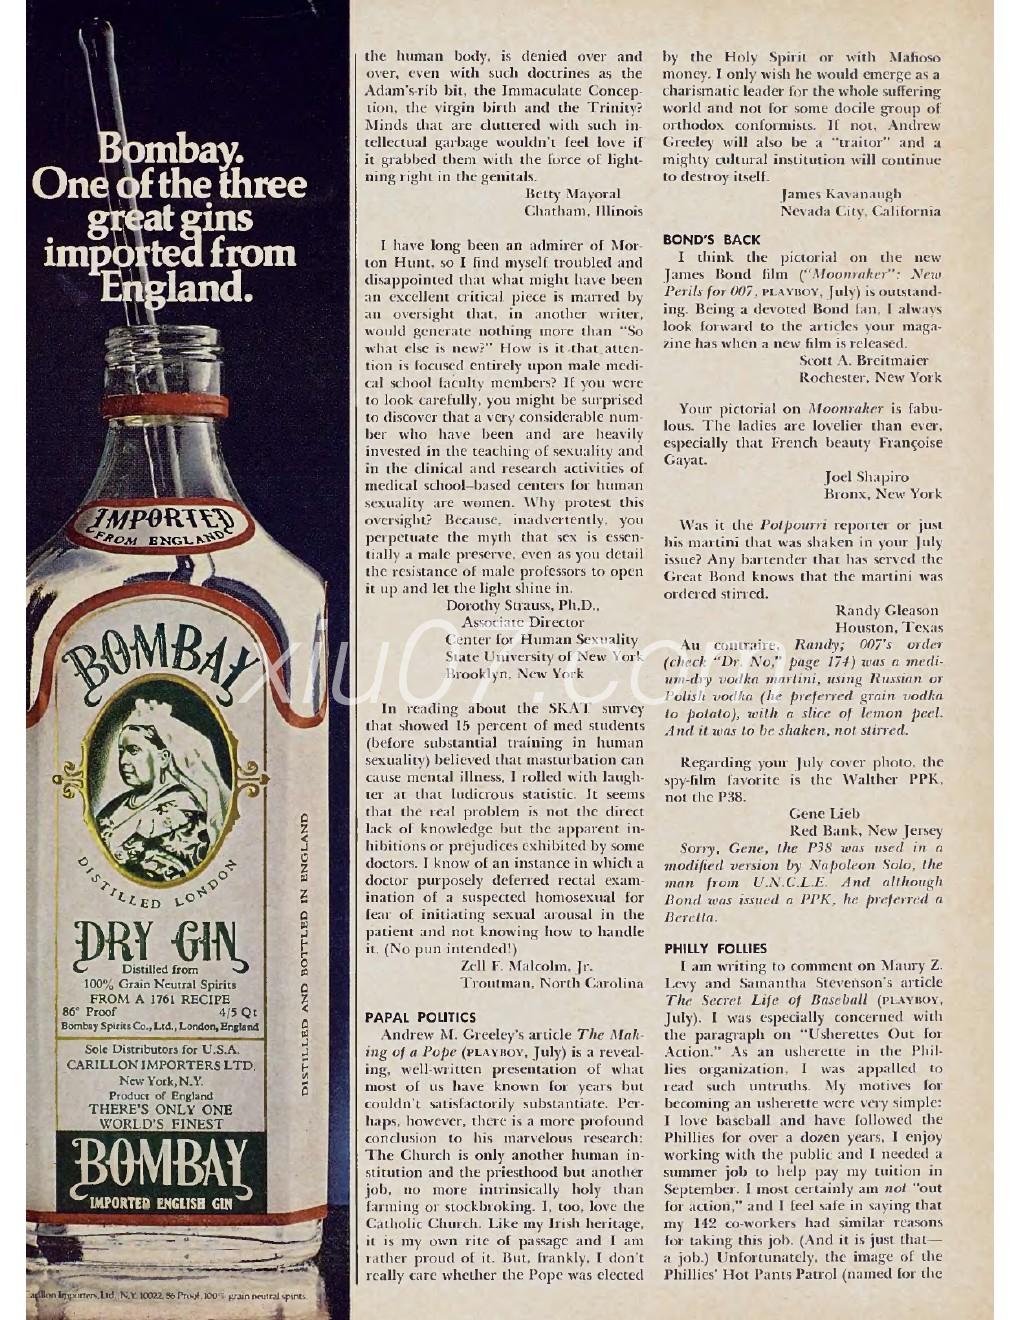 Bombay.
One of the three
great gins
imported from
England.
IMPORTED
FROM ENGLAND
BOMBAY
DISTILLED LONDON
DRY GIN
Distilled from
100% Grain Neutral Spirits
FROM A 1761 RECIPE
86° Proof 4/5 Qt
Bombay Spirits Co., Ltd., London, England
Sole Distributors for U.S.A.
CARILLON IMPORTERS LTD.
New York, N.Y.
Product of England
THERE'S ONLY ONE
WORLD'S FINEST
BOMBAY
IMPORTED ENGLISH GIN
DISTILLED AND BOTTLED IN ENGLAND
Carillon Importers, Ltd., N.Y. 10022, 86 Proof, 100% grain neutral spirits.
the human body, is denied over and
over, even with such doctrines as the
Adam's-rib bit, the Immaculate Concep-
tion, the virgin birth and the Trinity?
Minds that are cluttered with such in-
tellectual garbage wouldn't feel love if
it grabbed them with the force of light-
ning right in the genitals.
Betty Mayoral
Chatham, Illinois
I have long been an admirer of Mor-
ton Hunt, so I find myself troubled and
disappointed that what might have been
an excellent critical piece is marred by
an oversight that, in another writer,
would generate nothing more than "So
what else is new?" How is it that atten-
tion is focused entirely upon male medi-
cal school faculty members? If you were
to look carefully, you might be surprised
to discover that a very considerable num-
ber who have been and are heavily
invested in the teaching of sexuality and
in the clinical and research activities of
medical school–based centers for human
sexuality are women. Why protest this
oversight? Because, inadvertently, you
perpetuate the myth that sex is essen-
tially a male preserve, even as you detail
the resistance of male professors to open
it up and let the light shine in.
Dorothy Strauss, Ph.D.,
Associate Director
Center for Human Sexuality
State University of New York
Brooklyn, New York
In reading about the SKAT survey
that showed 15 percent of med students
(before substantial training in human
sexuality) believed that masturbation can
cause mental illness, I rolled with laugh-
ter at that ludicrous statistic. It seems
that the real problem is not the direct
lack of knowledge but the apparent in-
hibitions or prejudices exhibited by some
doctors. I know of an instance in which a
doctor purposely deferred rectal exam-
ination of a suspected homosexual for
fear of initiating sexual arousal in the
patient and not knowing how to handle
it. (No pun intended!)
Zell F. Malcolm, Jr.
Troutman, North Carolina
PAPAL POLITICS
Andrew M. Greeley's article The Mak-
ing of a Pope (PLAYBOY, July) is a reveal-
ing, well-written presentation of what
most of us have known for years but
couldn't satisfactorily substantiate. Per-
haps, however, there is a more profound
conclusion to his marvelous research:
The Church is only another human in-
stitution and the priesthood but another
job, no more intrinsically holy than
farming or stockbroking. I, too, love the
Catholic Church. Like my Irish heritage,
it is my own rite of passage and I am
rather proud of it. But, frankly, I don't
really care whether the Pope was elected
by the Holy Spirit or with Mafioso
money. I only wish he would emerge as a
charismatic leader for the whole suffering
world and not for some docile group of
orthodox conformists. If not, Andrew
Greeley will also be a "traitor" and a
mighty cultural institution will continue
to destroy itself.
James Kavanaugh
Nevada City, California
BOND'S BACK
I think the pictorial on the new
James Bond film ("Moonraker": New
Perils for 007, PLAYBOY, July) is outstand-
ing. Being a devoted Bond fan, I always
look forward to the articles your maga-
zine has when a new film is released.
Scott A. Breitmaier
Rochester, New York
Your pictorial on Moonraker is fabu-
lous. The ladies are lovelier than ever,
especially that French beauty Françoise
Gayat.
Joel Shapiro
Bronx, New York
Was it the Potpourri reporter or just
his martini that was shaken in your July
issue? Any bartender that has served the
Great Bond knows that the martini was
ordered stirred.
Randy Gleason
Houston, Texas
Au contraire, Randy; 007's order
(check "Dr. No," page 174) was a medi-
um-dry vodka martini, using Russian or
Polish vodka (he preferred grain vodka
to potato), with a slice of lemon peel.
And it was to be shaken, not stirred.
Regarding your July cover photo, the
spy-film favorite is the Walther PPK,
not the P38.
Gene Lieb
Red Bank, New Jersey
Sorry, Gene, the P38 was used in a
modified version by Napoleon Solo, the
man from U.N.C.L.E. And although
Bond was issued a PPK, he preferred a
Beretta.
PHILLY FOLLIES
I am writing to comment on Maury Z.
Levy and Samantha Stevenson's article
The Secret Life of Baseball (PLAYBOY,
July). I was especially concerned with
the paragraph on "Usherettes Out for
Action." As an usherette in the Phil-
lies organization, I was appalled to
read such untruths. My motives for
becoming an usherette were very simple:
I love baseball and have followed the
Phillies for over a dozen years, I enjoy
working with the public and I needed a
summer job to help pay my tuition in
September. I most certainly am not "out
for action," and I feel safe in saying that
my 142 co-workers had similar reasons
for taking this job. (And it is just that—
a job.) Unfortunately, the image of the
Phillies' Hot Pants Patrol (named for the
xiu07.com